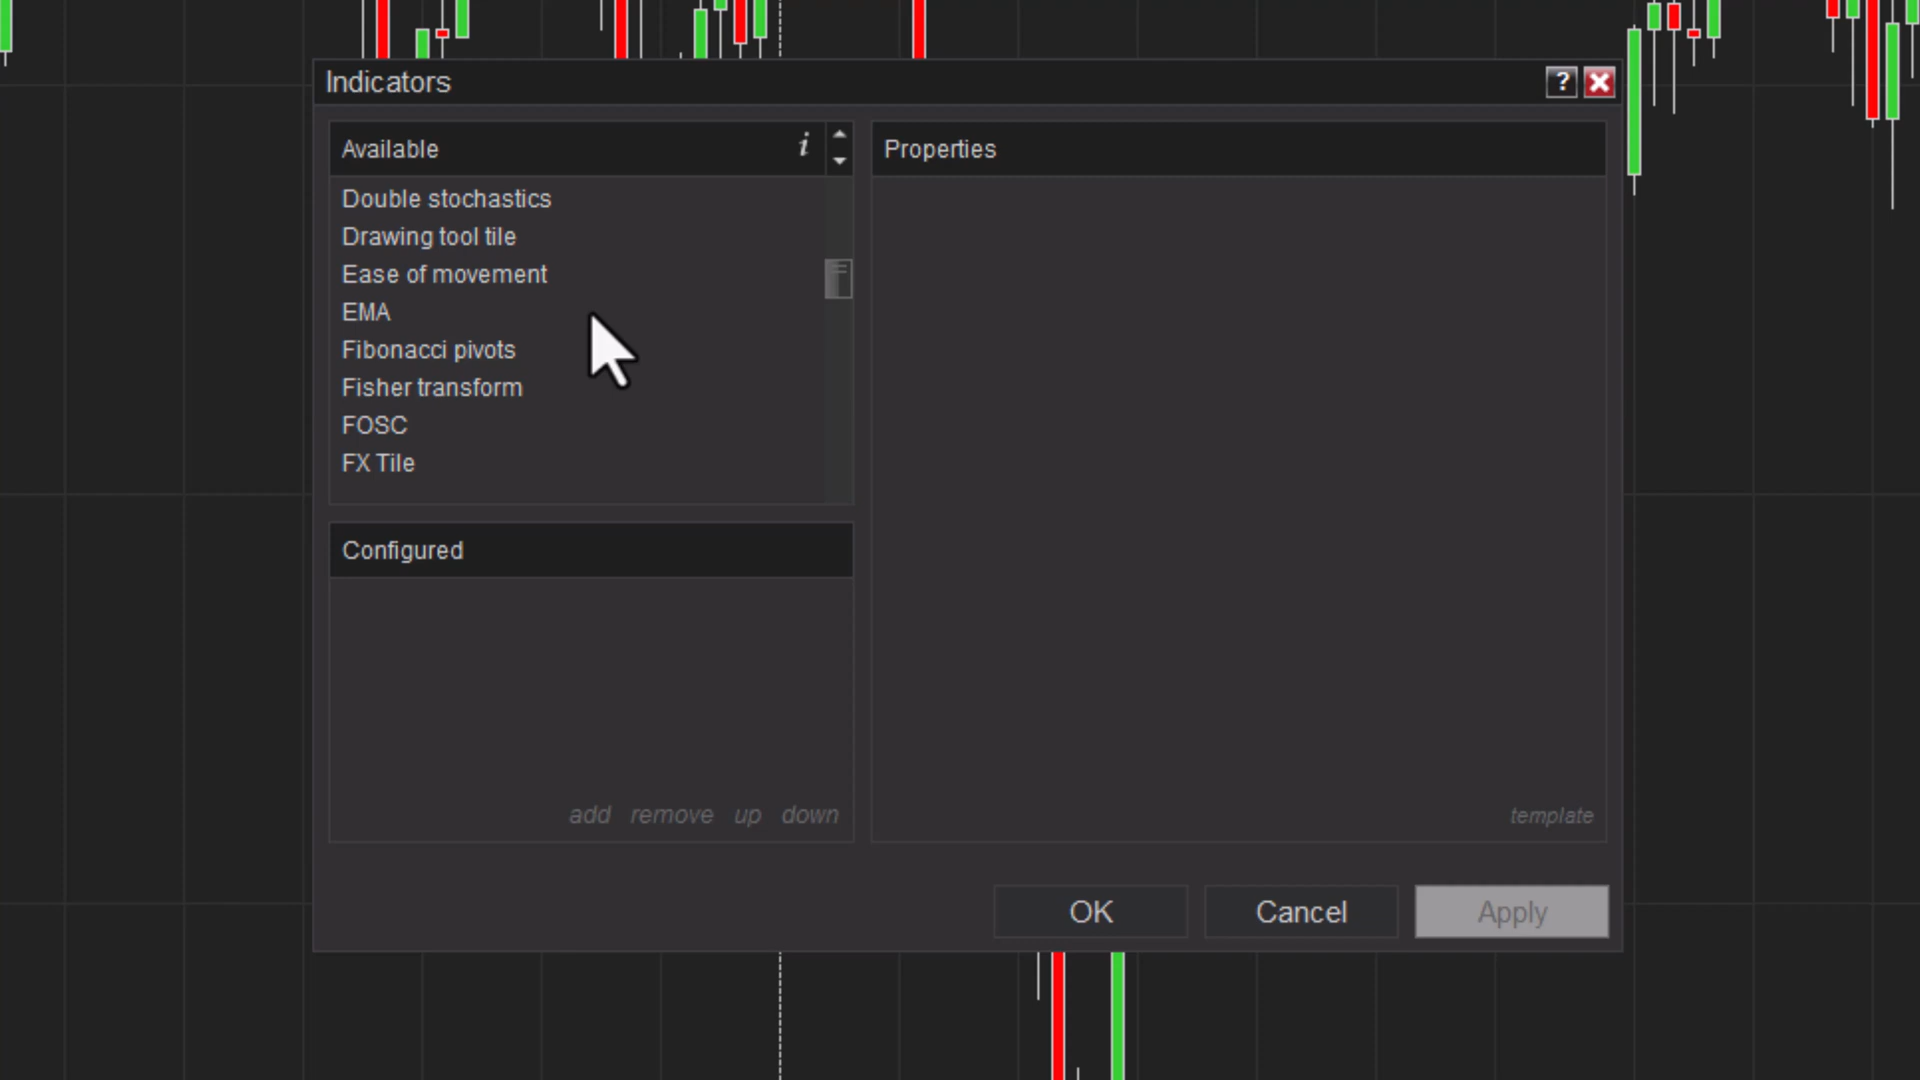 Indicators
?
Available
i
Properties
Double stochastics
Drawing tool tile
Ease of movement
EMA
Fibonacci pivots
Fisher transform
FOSC
FX Tile
Configured
add remove up down
template
OK
Cancel
Apply